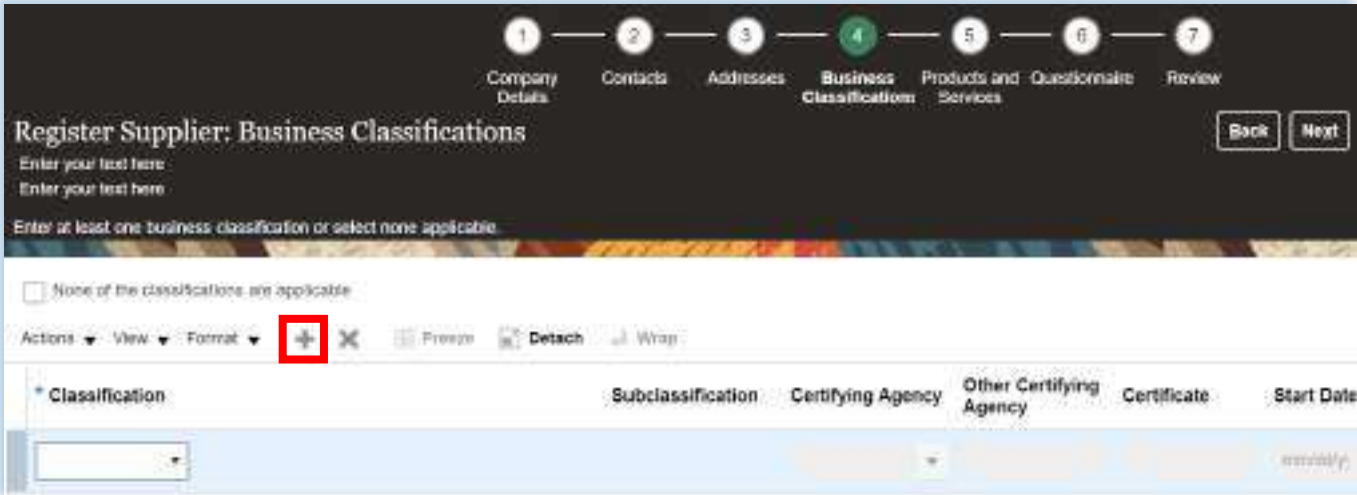 1 2 3 4 5 6 7
Company Details Contacts Addresses Business Classifications Products and Services Questionnaire Review
Register Supplier: Business Classifications
Back Next
Enter your text here
Enter your text here
Enter at least one business classification or select none applicable.
None of the classifications are applicable
Actions View Format Freeze Detach Wrap
* Classification Subclassification Certifying Agency Other Certifying Agency Certificate Start Date